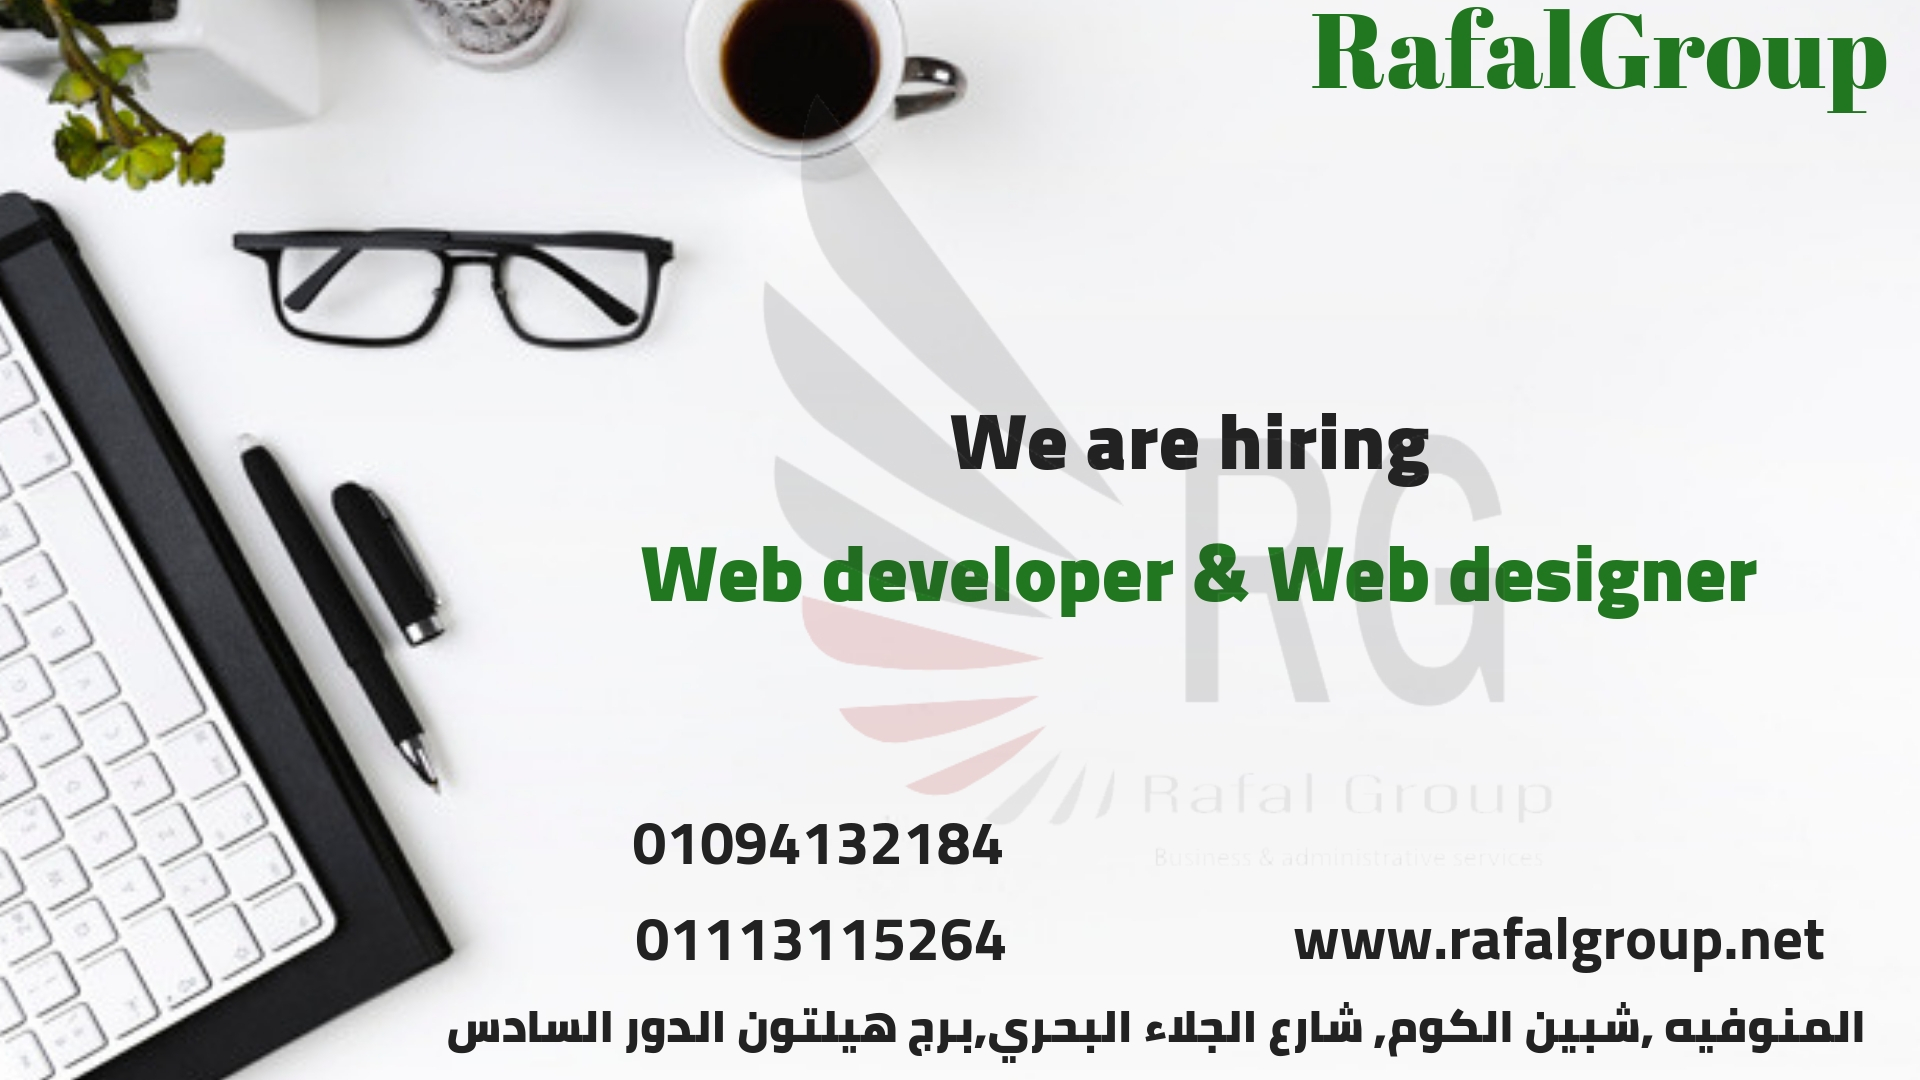 RafalGroup
We are hiring
Web developer & Web designer
RG
Rafal Group
Business & administrative services
01094132184
01113115264
www.rafalgroup.net
المنوفيه ,شبين الكوم, شارع الجلاء البحري,برج هيلتون الدور السادس